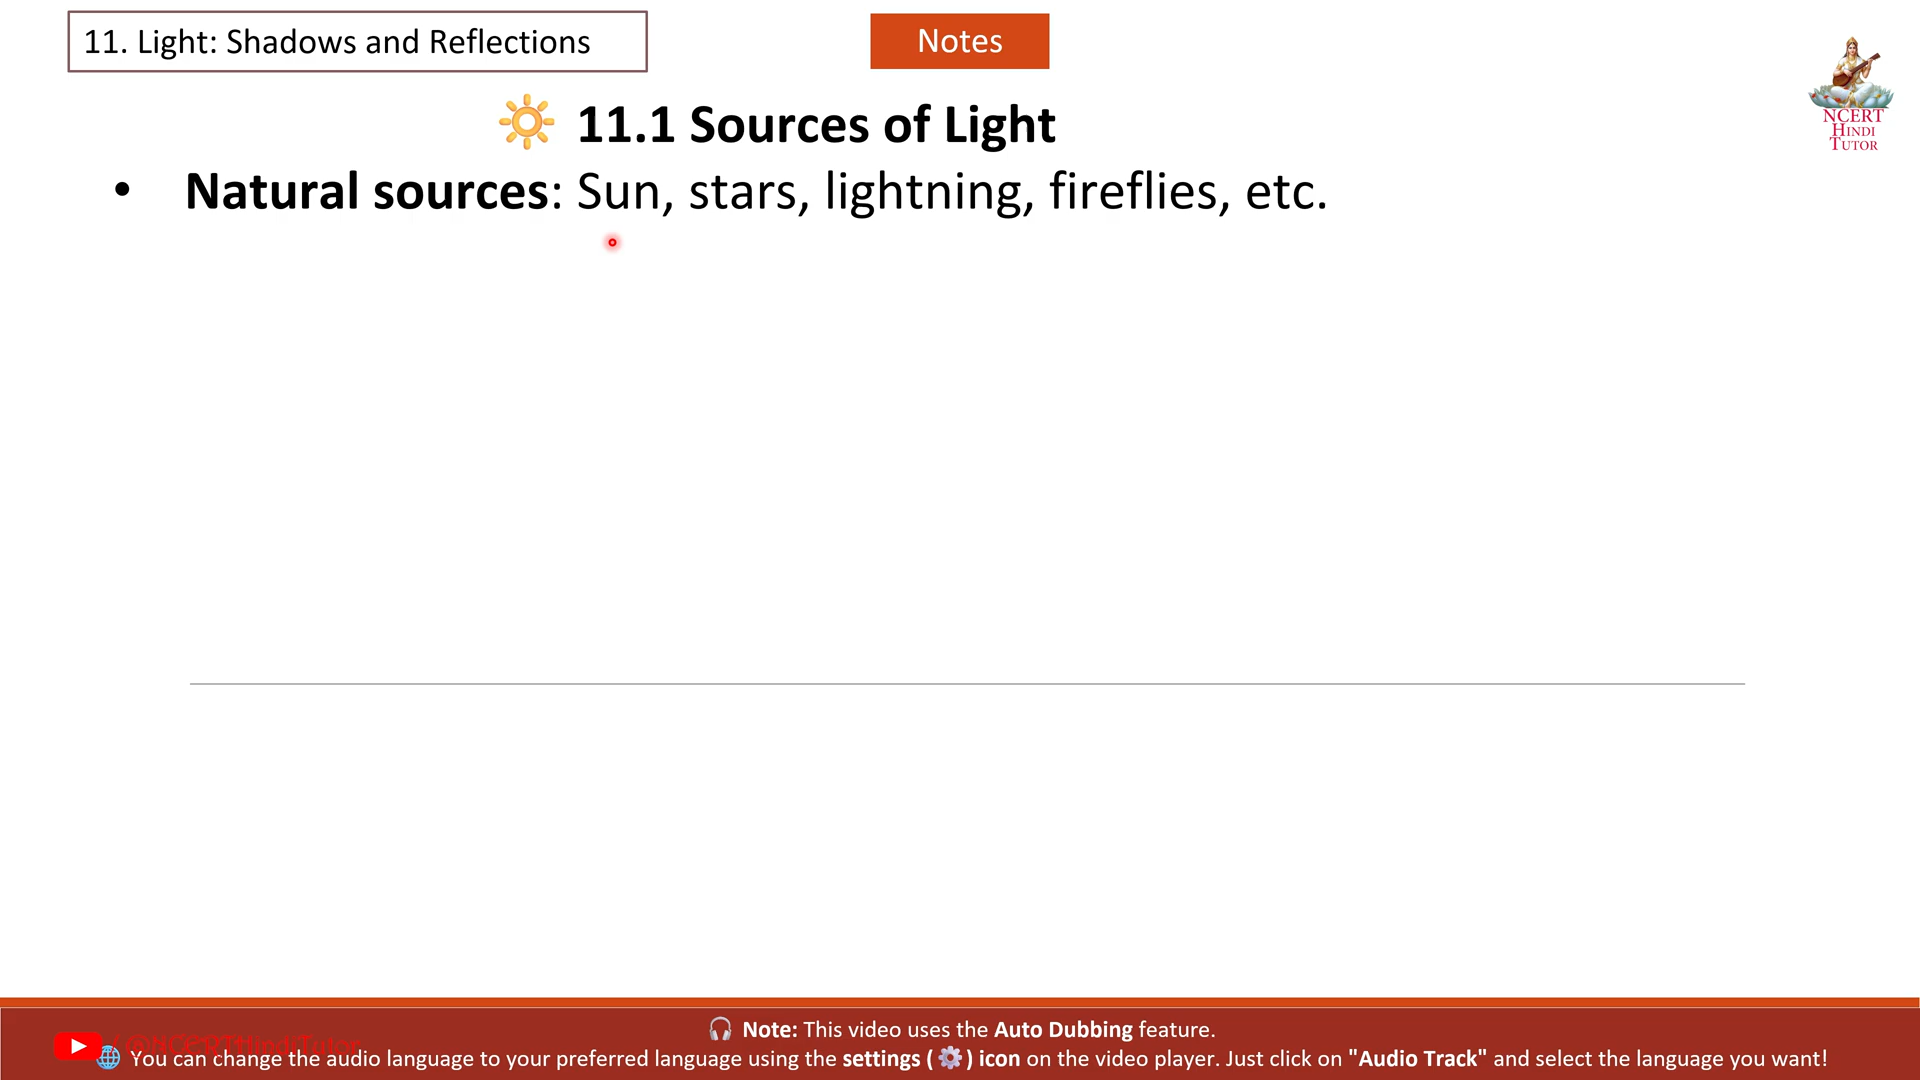 11. Light: Shadows and Reflections
Notes
NCERT
HINDI
TUTOR
11.1 Sources of Light
• Natural sources: Sun, stars, lightning, fireflies, etc.
Note: This video uses the Auto Dubbing feature.
You can change the audio language to your preferred language using the settings ( ⚙ ) icon on the video player. Just click on "Audio Track" and select the language you want!